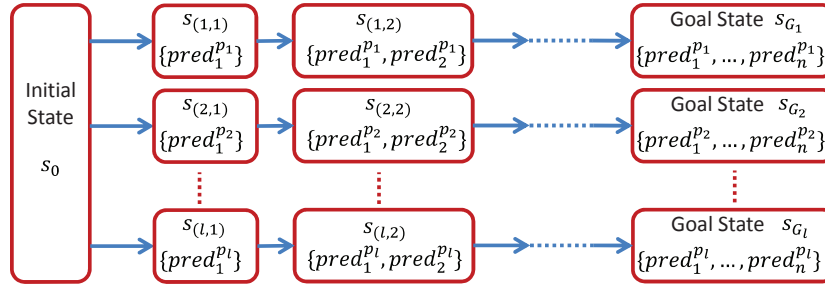 Initial
State
s_0
s_(1,1)
{pred_1^{p_1}}
s_(1,2)
{pred_1^{p_1}, pred_2^{p_1}}
Goal State s_{G_1}
{pred_1^{p_1}, ..., pred_n^{p_1}}
s_(2,1)
{pred_1^{p_2}}
s_(2,2)
{pred_1^{p_2}, pred_2^{p_2}}
Goal State s_{G_2}
{pred_1^{p_2}, ..., pred_n^{p_2}}
s_(l,1)
{pred_1^{p_l}}
s_(l,2)
{pred_1^{p_l}, pred_2^{p_l}}
Goal State s_{G_l}
{pred_1^{p_l}, ..., pred_n^{p_l}}